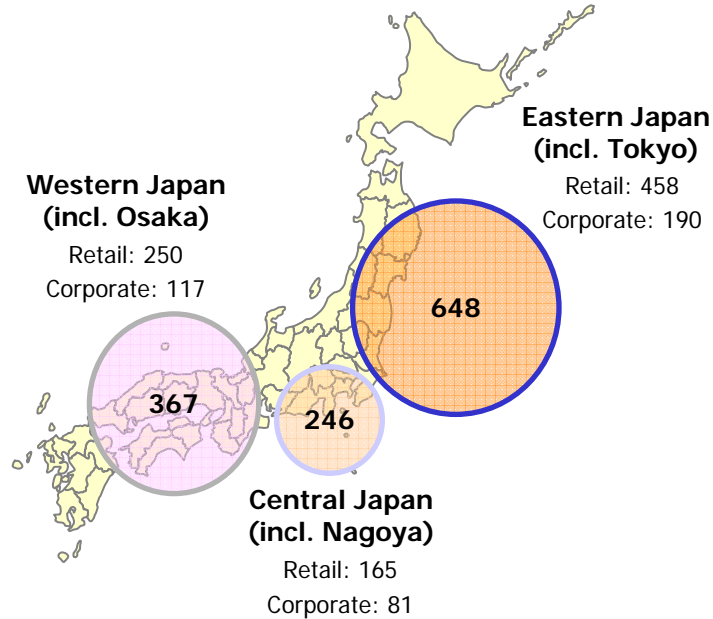 Eastern Japan
(incl. Tokyo)
Retail: 458
Corporate: 190
648
Western Japan
(incl. Osaka)
Retail: 250
Corporate: 117
367
246
Central Japan
(incl. Nagoya)
Retail: 165
Corporate: 81